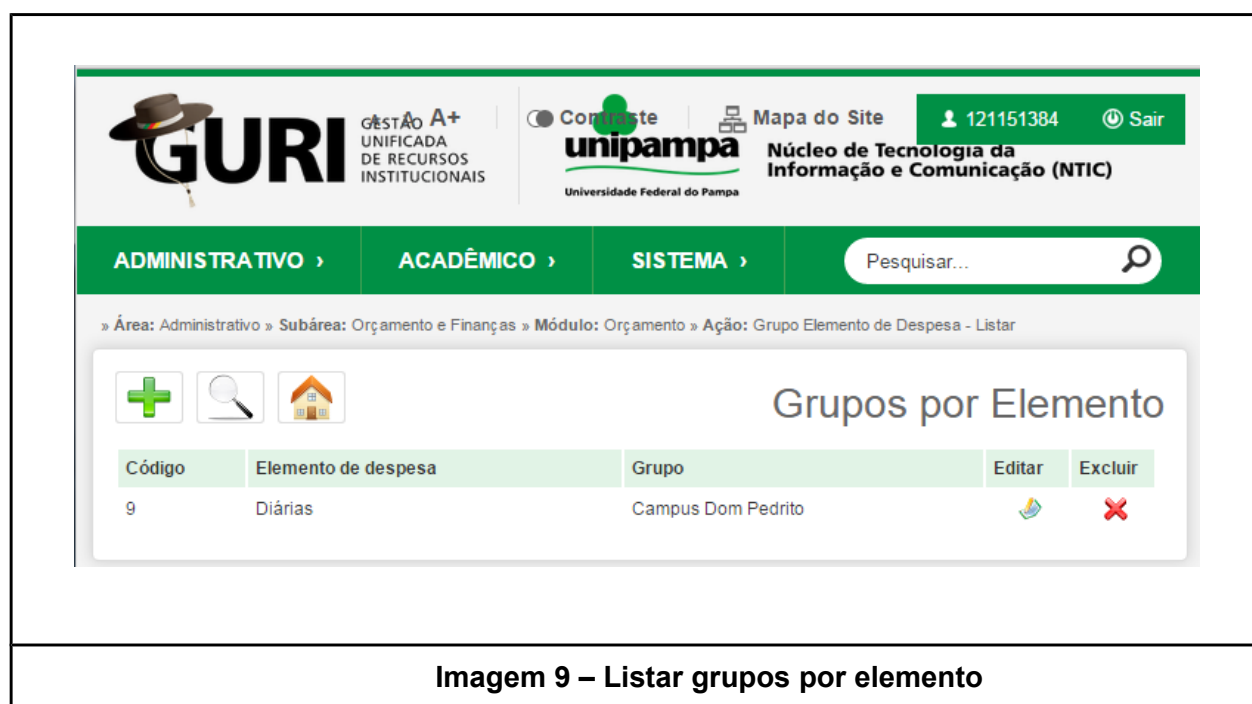 GURI
GESTÃO
UNIFICADA
DE RECURSOS
INSTITUCIONAIS
A+
Contraste
Mapa do Site
121151384
Sair
unipampa
Universidade Federal do Pampa
Núcleo de Tecnologia da
Informação e Comunicação (NTIC)
ADMINISTRATIVO › ACADÊMICO › SISTEMA › Pesquisar...
» Área: Administrativo » Subárea: Orçamento e Finanças » Módulo: Orçamento » Ação: Grupo Elemento de Despesa - Listar
Grupos por Elemento
Código Elemento de despesa Grupo Editar Excluir
9 Diárias Campus Dom Pedrito
Imagem 9 – Listar grupos por elemento